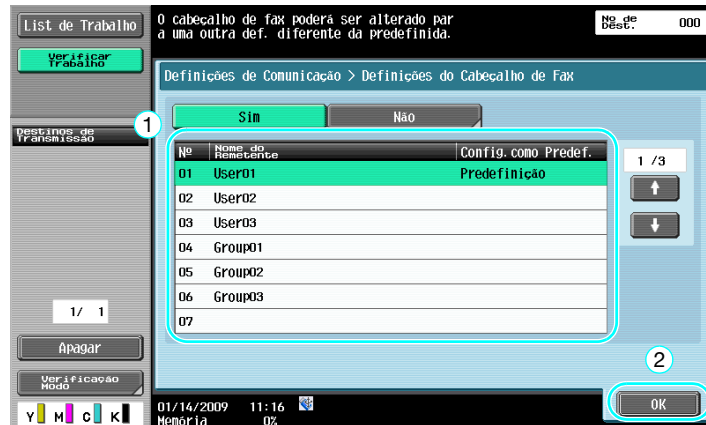 List de Trabalho
O cabeçalho de fax poderá ser alterado par
a uma outra def. diferente da predefinida.
Nº de Dest. 000
Verificar Trabalho
Definições de Comunicação > Definições do Cabeçalho de Fax
Sim Não
1
Destinos de Transmissão
Nº Nome do Remetente Config. como Predef.
01 User01 Predefinição
02 User02
03 User03
04 Group01
05 Group02
06 Group03
07
1 /3
1/ 1
Apagar
2
Verificação Modo
OK
Y M C K
01/14/2009 11:16
Memória 0%